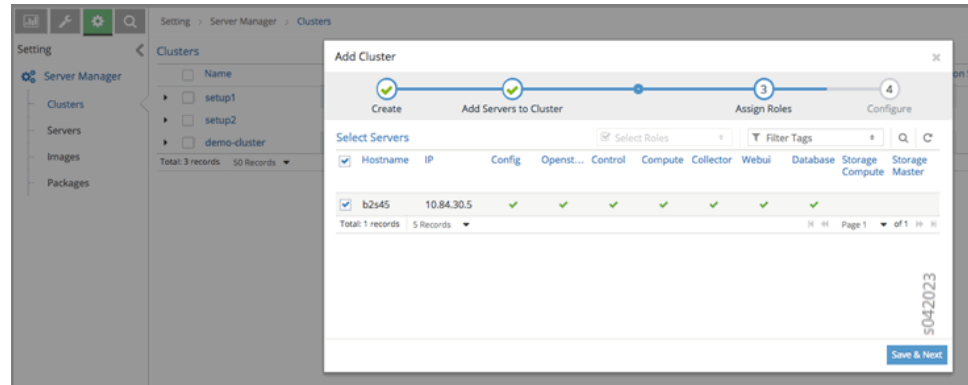 Setting > Server Manager > Clusters
Setting
Server Manager
Clusters
Servers
Images
Packages
Clusters
Name
setup1
setup2
demo-cluster
Total: 3 records 50 Records
Add Cluster
3
4
Create
Add Servers to Cluster
Assign Roles
Configure
Select Servers
Select Roles
Filter Tags
Hostname IP Config Openst... Control Compute Collector Webui Database Storage Compute Storage Master
b2s45 10.84.30.5
Total: 1 records 5 Records
Page 1 of 1
s042023
Save & Next